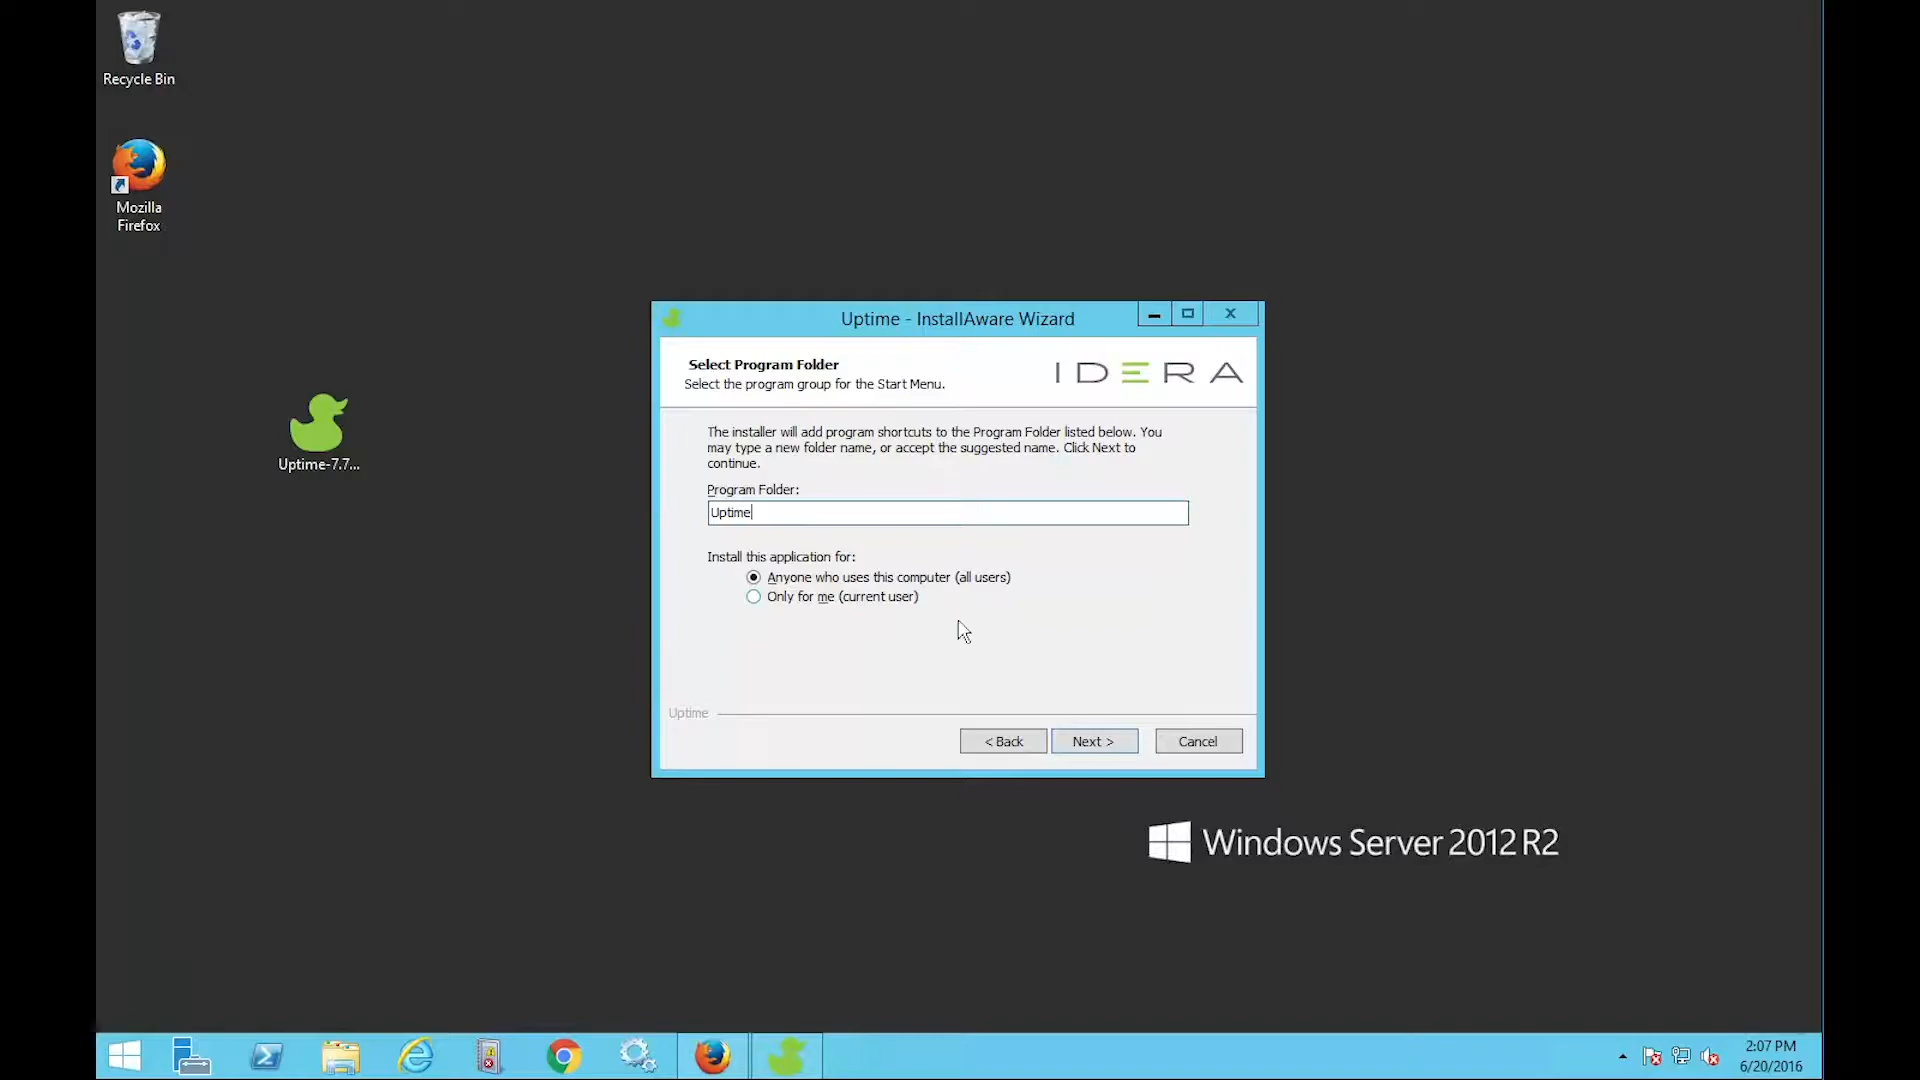 Recycle Bin
Mozilla
Firefox
Uptime-7.7...
Uptime - InstallAware Wizard
Select Program Folder
Select the program group for the Start Menu.
IDERA
The installer will add program shortcuts to the Program Folder listed below. You
may type a new folder name, or accept the suggested name. Click Next to
continue.
Program Folder:
Uptime
Install this application for:
Anyone who uses this computer (all users)
Only for me (current user)
Uptime
< Back
Next >
Cancel
Windows Server 2012 R2
2:07 PM
6/20/2016